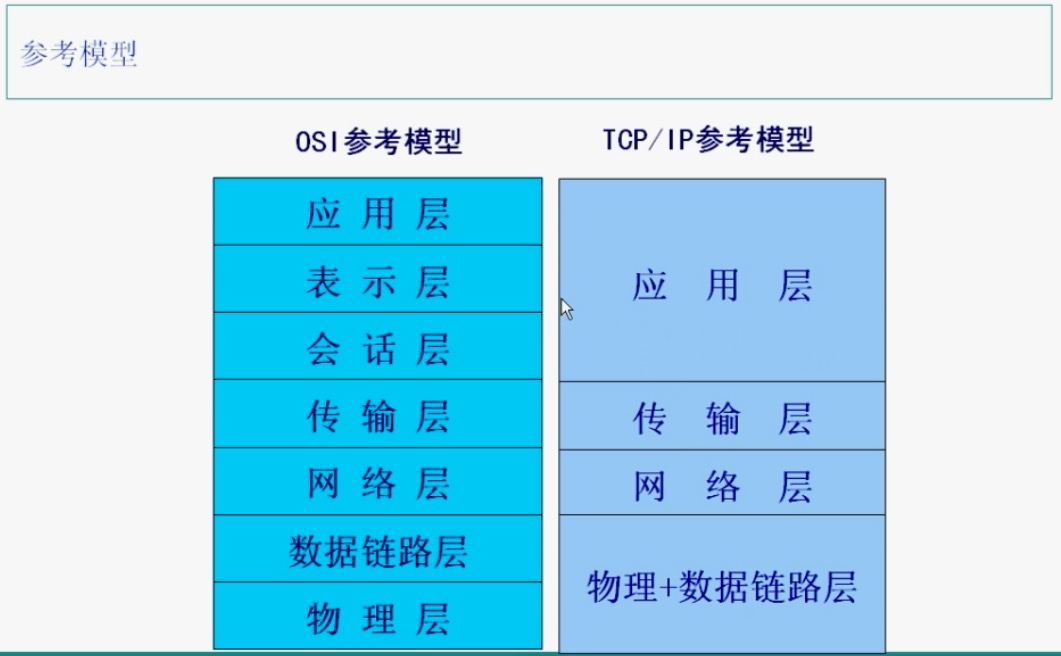 参考模型
OSI参考模型
应用层
表示层
会话层
传输层
网络层
数据链路层
物理层
TCP/IP参考模型
应用层
传输层
网络层
物理+数据链路层